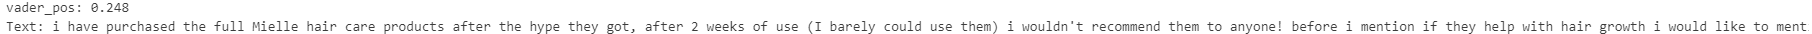 vader_pos: 0.248
Text: i have purchased the full Mielle hair care products after the hype they got, after 2 weeks of use (I barely could use them) i wouldn't recommend them to anyone! before i mention if they help with hair growth i would like to ment